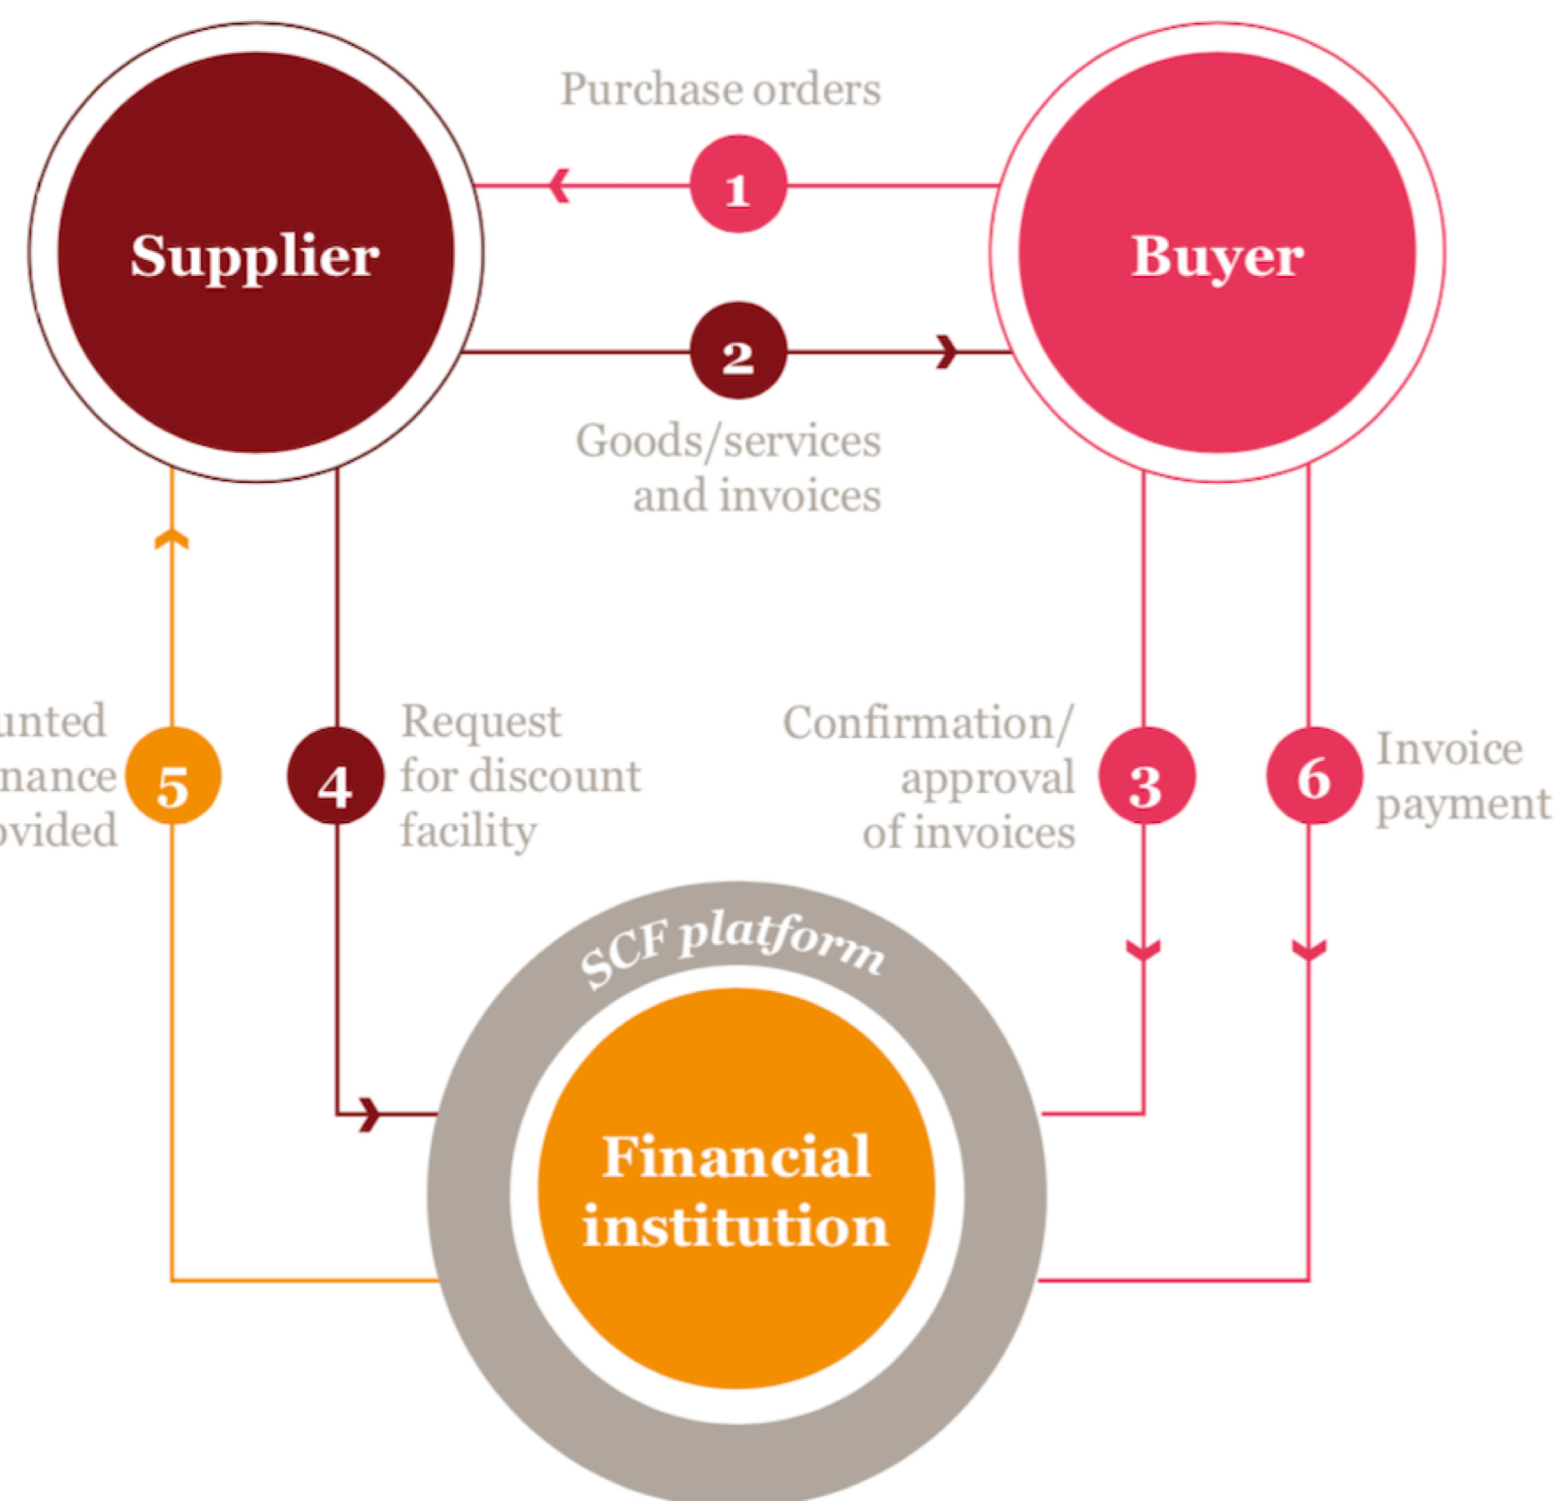 Purchase orders
1
Supplier
Buyer
2
Goods/services
and invoices
5
4
Request
for discount
facility
Confirmation/
approval
of invoices
3
6
Invoice
payment
SCF platform
Financial
institution